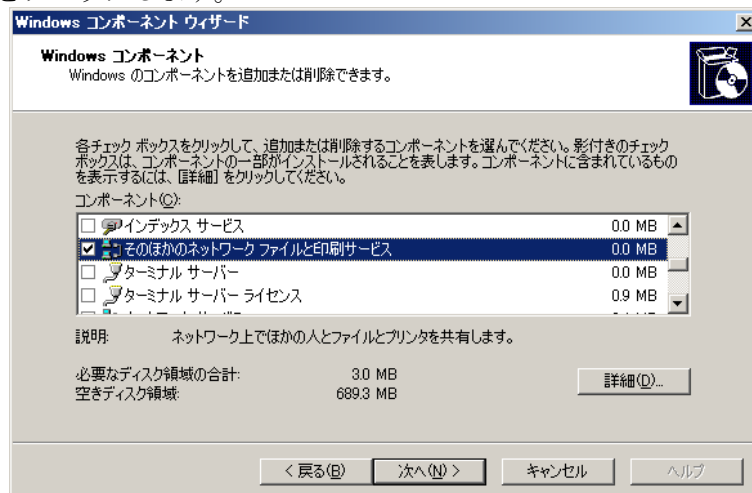 Windows コンポーネント ウィザード
Windows コンポーネント
Windows のコンポーネントを追加または削除できます。
各チェック ボックスをクリックして、追加または削除するコンポーネントを選んでください。影付きのチェック
ボックスは、コンポーネントの一部がインストールされることを表します。コンポーネントに含まれているもの
を表示するには、[詳細] をクリックしてください。
コンポーネント(C):
インデックス サービス 0.0 MB
そのほかのネットワーク ファイルと印刷サービス 0.0 MB
ターミナル サーバー 0.0 MB
ターミナル サーバー ライセンス 0.9 MB
説明: ネットワーク上でほかの人とファイルとプリンタを共有します。
必要なディスク領域の合計: 3.0 MB
空きディスク領域: 689.3 MB
詳細(D)...
< 戻る(B) 次へ(N) > キャンセル ヘルプ